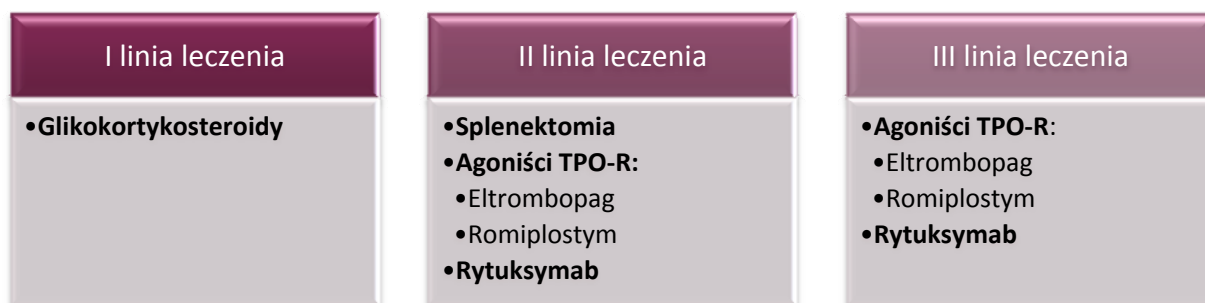 I linia leczenia
•Glikokortykosteroidy
II linia leczenia
•Splenektomia
•Agoniści TPO-R:
•Eltrombopag
•Romiplostym
•Rytuksymab
III linia leczenia
•Agoniści TPO-R:
•Eltrombopag
•Romiplostym
•Rytuksymab